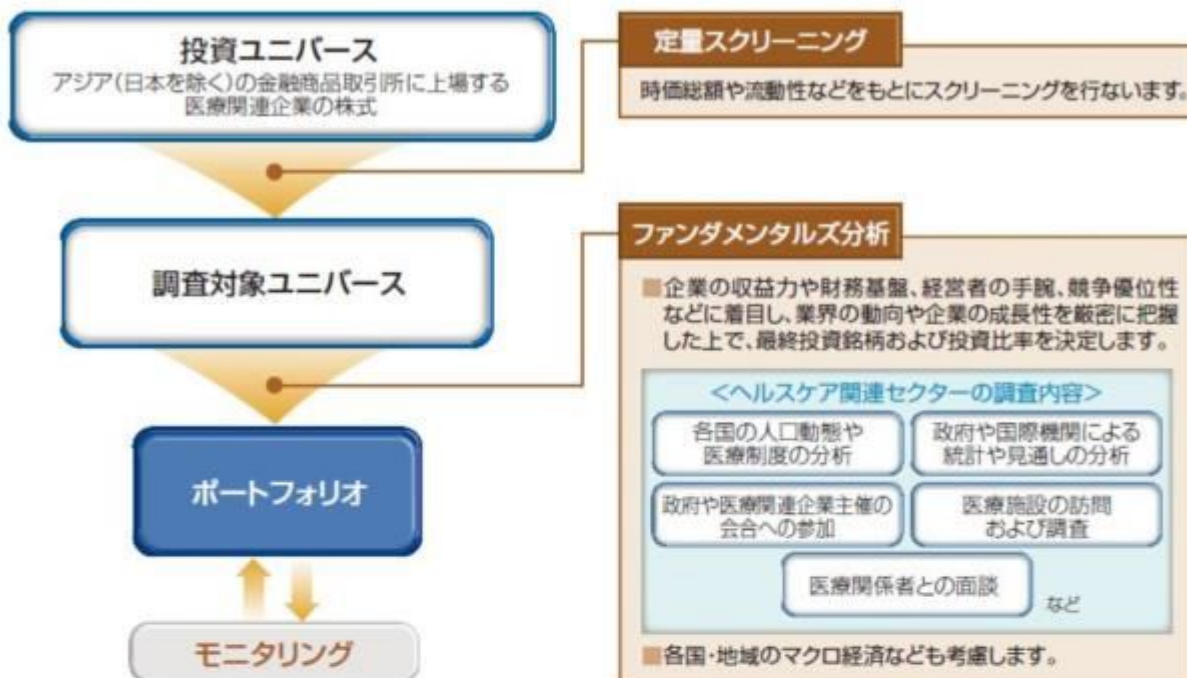 投資ユニバース
アジア(日本を除く)の金融商品取引所に上場する
医療関連企業の株式
定量スクリーニング
時価総額や流動性などをもとにスクリーニングを行ないます。
調査対象ユニバース
ファンダメンタルズ分析
■企業の収益力や財務基盤、経営者の手腕、競争優位性
などに着目し、業界の動向や企業の成長性を厳密に把握
した上で、最終投資銘柄および投資比率を決定します。
<ヘルスケア関連セクターの調査内容>
各国の人口動態や
医療制度の分析
政府や国際機関による
統計や見通しの分析
政府や医療関連企業主催の
会合への参加
医療施設の訪問
および調査
医療関係者との面談
など
■各国・地域のマクロ経済なども考慮します。
ポートフォリオ
モニタリング